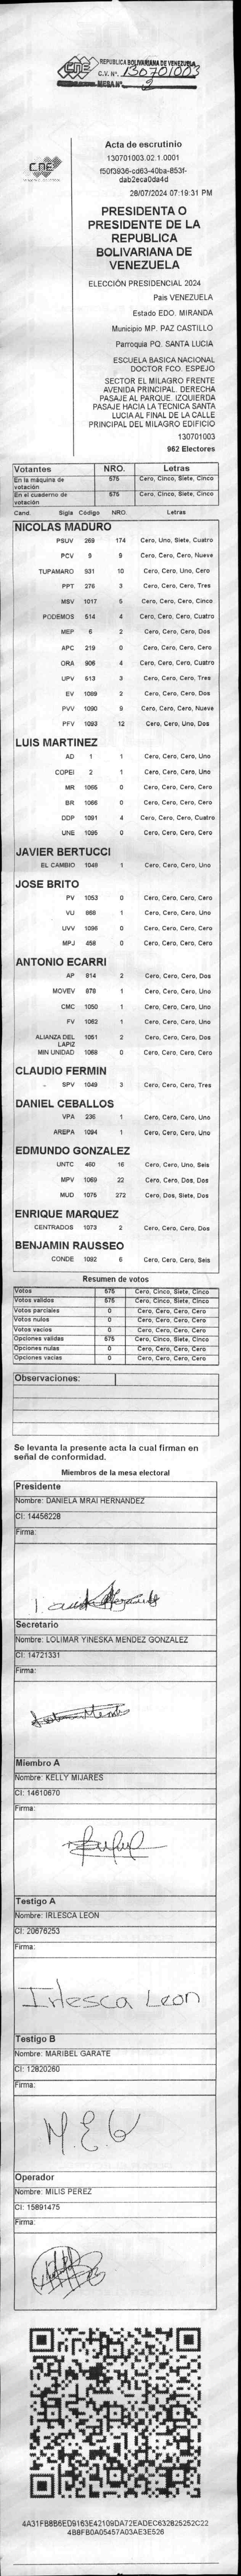 CNE REPUBLICA BOLIVARIANA DE VENEZUELA
C.V. Nº. 130701003
MESA Nº. 2
CNE
Acta de escrutinio
130701003.02.1.0001
f50f3936-cd63-40ba-853f-
dab2eca0da4d
28/07/2024 07:19:31 PM
PRESIDENTA O
PRESIDENTE DE LA
REPUBLICA
BOLIVARIANA DE
VENEZUELA
ELECCIÓN PRESIDENCIAL 2024
Pais VENEZUELA
Estado EDO. MIRANDA
Municipio MP. PAZ CASTILLO
Parroquia PQ. SANTA LUCIA
ESCUELA BASICA NACIONAL
DOCTOR FCO. ESPEJO
SECTOR EL MILAGRO FRENTE
AVENIDA PRINCIPAL. DERECHA
PASAJE AL PARQUE. IZQUIERDA
PASAJE HACIA LA TECNICA SANTA
LUCIA AL FINAL DE LA CALLE
PRINCIPAL DEL MILAGRO EDIFICIO
130701003
962 Electores
Votantes NRO. Letras
En la máquina de votación 575 Cero, Cinco, Siete, Cinco
En el cuaderno de votación 575 Cero, Cinco, Siete, Cinco
Cand. Sigla Código NRO. Letras
NICOLAS MADURO
PSUV 269 174 Cero, Uno, Siete, Cuatro
PCV 9 9 Cero, Cero, Cero, Nueve
TUPAMARO 931 10 Cero, Cero, Uno, Cero
PPT 276 3 Cero, Cero, Cero, Tres
MSV 1017 5 Cero, Cero, Cero, Cinco
PODEMOS 514 4 Cero, Cero, Cero, Cuatro
MEP 6 2 Cero, Cero, Cero, Dos
APC 219 0 Cero, Cero, Cero, Cero
ORA 906 4 Cero, Cero, Cero, Cuatro
UPV 513 3 Cero, Cero, Cero, Tres
EV 1089 2 Cero, Cero, Cero, Dos
PVV 1090 9 Cero, Cero, Cero, Nueve
PFV 1093 12 Cero, Cero, Uno, Dos
LUIS MARTINEZ
AD 1 1 Cero, Cero, Cero, Uno
COPEI 2 1 Cero, Cero, Cero, Uno
MR 1065 0 Cero, Cero, Cero, Cero
BR 1066 0 Cero, Cero, Cero, Cero
DDP 1091 4 Cero, Cero, Cero, Cuatro
UNE 1095 0 Cero, Cero, Cero, Cero
JAVIER BERTUCCI
EL CAMBIO 1048 1 Cero, Cero, Cero, Uno
JOSE BRITO
PV 1053 0 Cero, Cero, Cero, Cero
VU 868 1 Cero, Cero, Cero, Uno
UVV 1096 0 Cero, Cero, Cero, Cero
MPJ 458 0 Cero, Cero, Cero, Cero
ANTONIO ECARRI
AP 814 2 Cero, Cero, Cero, Dos
MOVEV 878 1 Cero, Cero, Cero, Uno
CMC 1050 1 Cero, Cero, Cero, Uno
FV 1062 1 Cero, Cero, Cero, Uno
ALIANZA DEL LAPIZ 1051 2 Cero, Cero, Cero, Dos
MIN UNIDAD 1068 0 Cero, Cero, Cero, Cero
CLAUDIO FERMIN
SPV 1049 3 Cero, Cero, Cero, Tres
DANIEL CEBALLOS
VPA 236 1 Cero, Cero, Cero, Uno
AREPA 1094 1 Cero, Cero, Cero, Uno
EDMUNDO GONZALEZ
UNTC 460 16 Cero, Cero, Uno, Seis
MPV 1069 22 Cero, Cero, Dos, Dos
MUD 1076 272 Cero, Dos, Siete, Dos
ENRIQUE MARQUEZ
CENTRADOS 1073 2 Cero, Cero, Cero, Dos
BENJAMIN RAUSSEO
CONDE 1092 6 Cero, Cero, Cero, Seis
Resumen de votos
Votos 575 Cero, Cinco, Siete, Cinco
Votos validos 575 Cero, Cinco, Siete, Cinco
Votos parciales 0 Cero, Cero, Cero, Cero
Votos nulos 0 Cero, Cero, Cero, Cero
Votos vacios 0 Cero, Cero, Cero, Cero
Opciones validas 575 Cero, Cinco, Siete, Cinco
Opciones nulas 0 Cero, Cero, Cero, Cero
Opciones vacias 0 Cero, Cero, Cero, Cero
Observaciones:
Se levanta la presente acta la cual firman en
señal de conformidad.
Miembros de la mesa electoral
Presidente
Nombre: DANIELA MRAI HERNANDEZ
CI: 14456228
Firma:
Secretario
Nombre: LOLIMAR YINESKA MENDEZ GONZALEZ
CI: 14721331
Firma:
Miembro A
Nombre: KELLY MIJARES
CI: 14610670
Firma:
Testigo A
Nombre: IRLESCA LEON
CI: 20676253
Firma:
Irlesca Leon
Testigo B
Nombre: MARIBEL GARATE
CI: 12820260
Firma:
M.E.G
Operador
Nombre: MILIS PEREZ
CI: 15891475
Firma:
4A31FB8B6ED9163E42109DA72EADEC632825252C22
4B8FB0A05457A03AE3E526